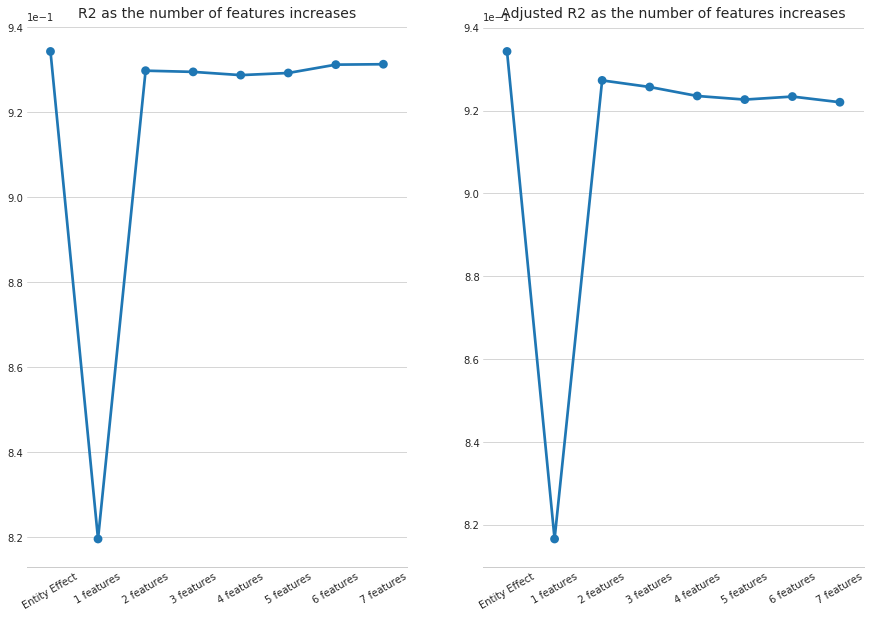 R2 as the number of features increases
1e−1
9.4
9.2
9.0
8.8
8.6
8.4
8.2
Entity Effect
1 features
2 features
3 features
4 features
5 features
6 features
7 features
Adjusted R2 as the number of features increases
1e−1
9.4
9.2
9.0
8.8
8.6
8.4
8.2
Entity Effect
1 features
2 features
3 features
4 features
5 features
6 features
7 features